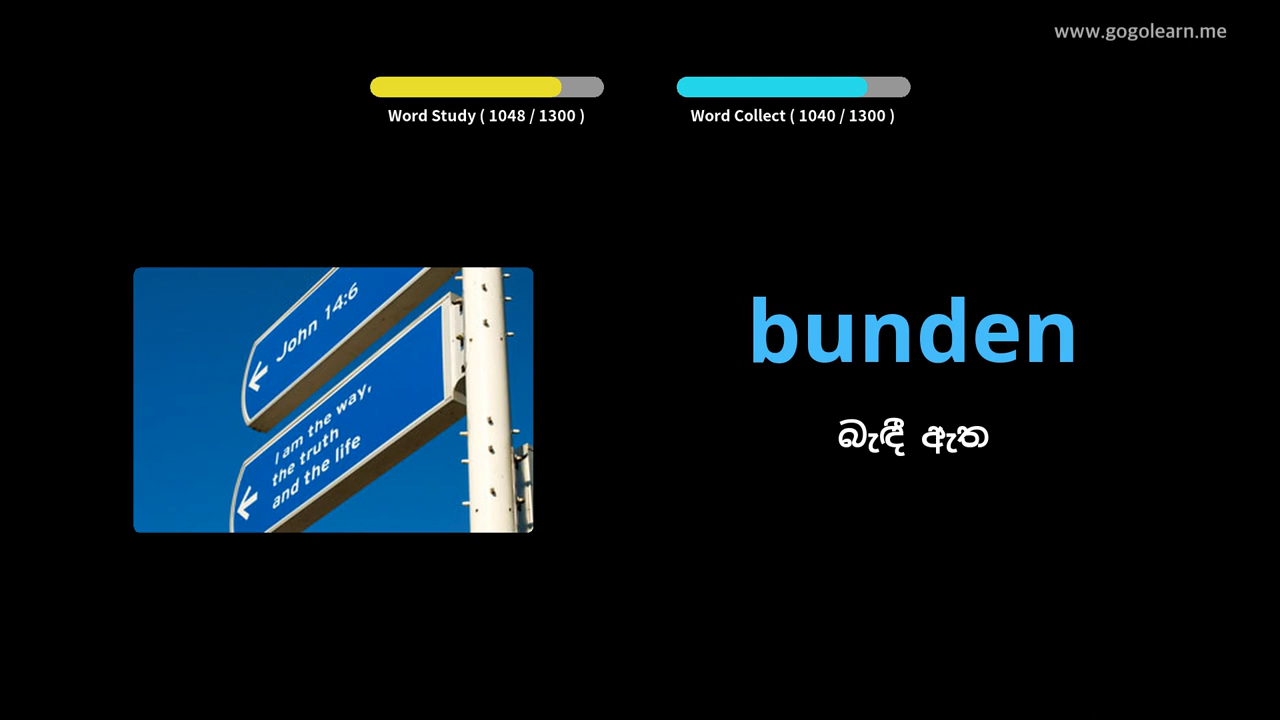 www.gogolearn.me
Word Study ( 1048 / 1300 )
Word Collect ( 1040 / 1300 )
John 14:6
I am the way,
the truth
and the life
bunden
බැඳී ඇත